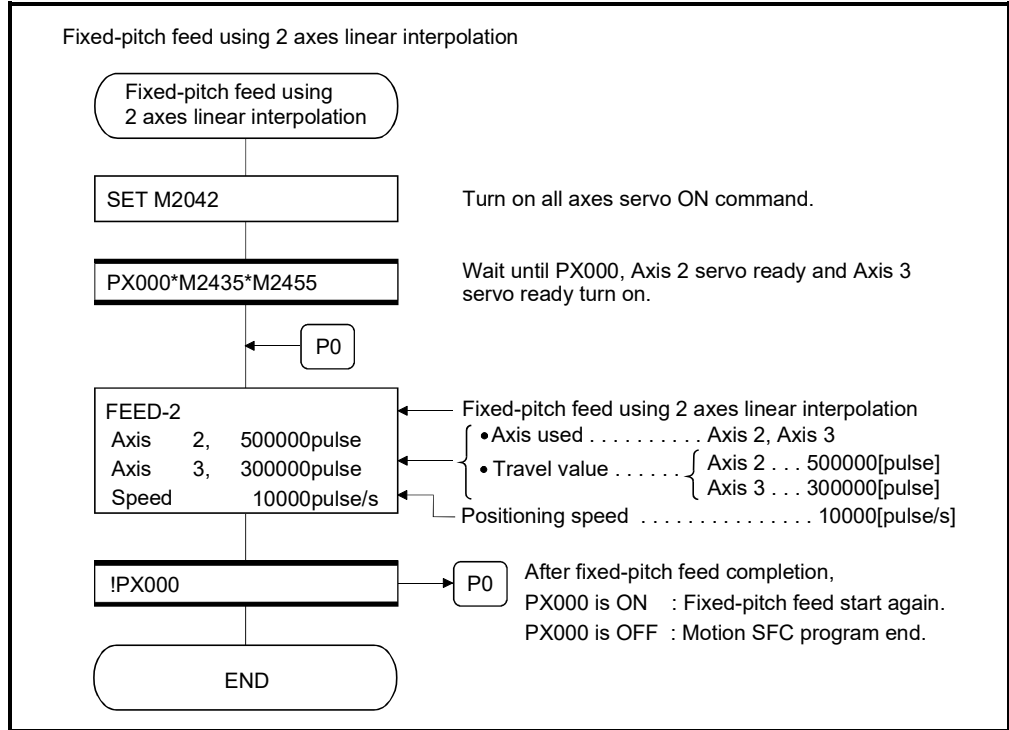 Fixed-pitch feed using 2 axes linear interpolation
Fixed-pitch feed using
2 axes linear interpolation
SET M2042
Turn on all axes servo ON command.
PX000*M2435*M2455
Wait until PX000, Axis 2 servo ready and Axis 3
servo ready turn on.
P0
FEED-2
Axis 2, 500000pulse
Axis 3, 300000pulse
Speed 10000pulse/s
Fixed-pitch feed using 2 axes linear interpolation
•Axis used . . . . . . . . . . Axis 2, Axis 3
• Travel value . . . . . . Axis 2 . . . 500000[pulse]
Axis 3 . . . 300000[pulse]
Positioning speed . . . . . . . . . . . . . . . 10000[pulse/s]
!PX000
P0
After fixed-pitch feed completion,
PX000 is ON : Fixed-pitch feed start again.
PX000 is OFF : Motion SFC program end.
END